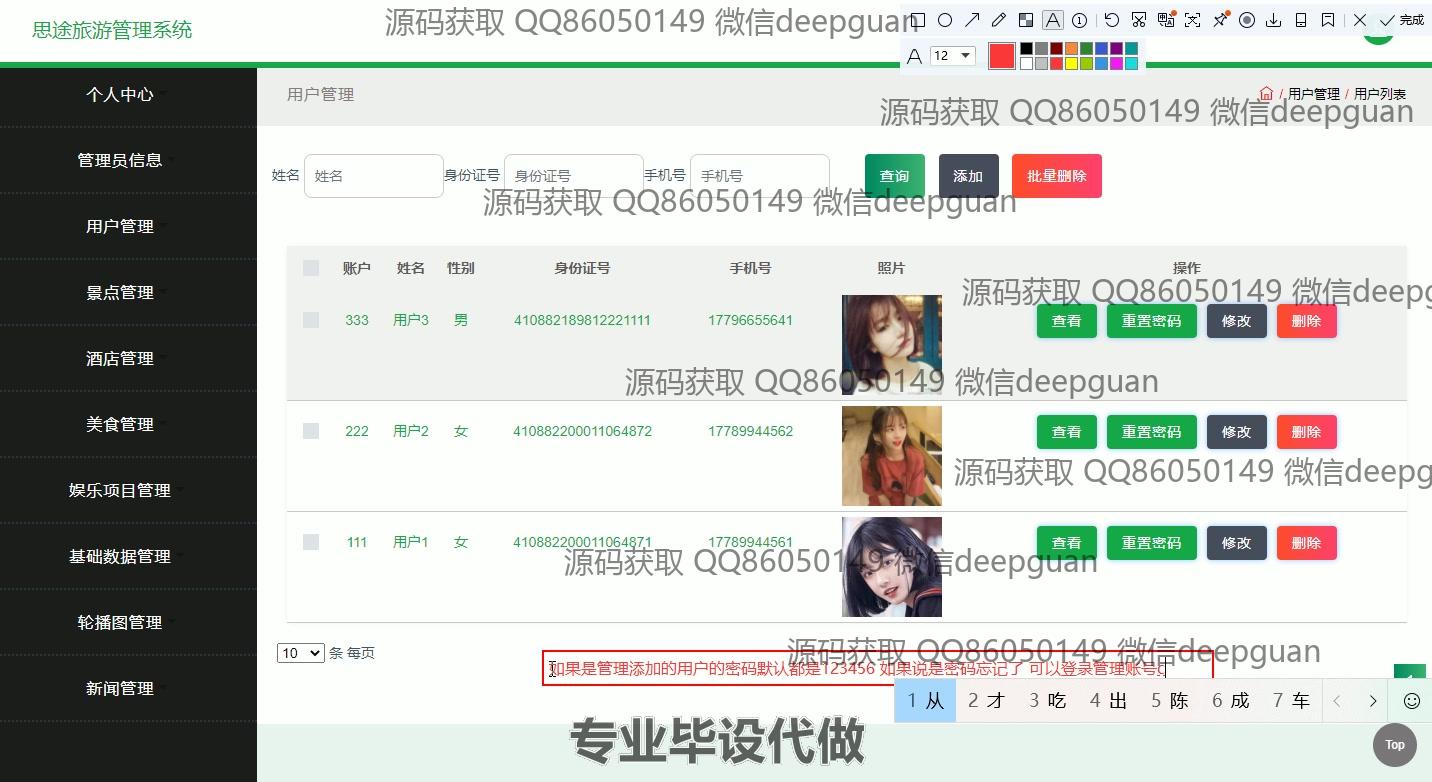 思途旅游管理系统
源码获取 QQ86050149 微信deepguan
完成
A 12
个人中心
管理员信息
用户管理
景点管理
酒店管理
美食管理
娱乐项目管理
基础数据管理
轮播图管理
新闻管理
用户管理
/ 用户管理 / 用户列表
源码获取 QQ86050149 微信deepguan
姓名 姓名 身份证号 身份证号 手机号 手机号 查询 添加 批量删除
源码获取 QQ86050149 微信deepguan
账户 姓名 性别 身份证号 手机号 照片 操作
源码获取 QQ86050149 微信deepg
333 用户3 男 410882189812221111 17796655641 查看 重置密码 修改 删除
源码获取 QQ86050149 微信deepguan
222 用户2 女 410882200011064872 17789944562 查看 重置密码 修改 删除
源码获取 QQ86050149 微信deepg
111 用户1 女 410882200011064871 17789944561 查看 重置密码 修改 删除
源码获取 QQ86050149 微信deepguan
10 条 每页
源码获取 QQ86050149 微信deepguan
如果是管理添加的用户的密码默认都是123456 如果说是密码忘记了 可以登录管理账号c
1 从 2 才 3 吃 4 出 5 陈 6 成 7 车
专业毕设代做
Top